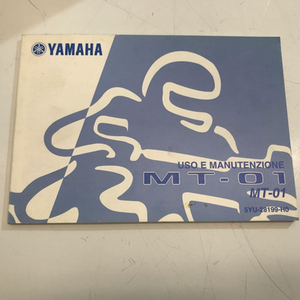 YAMAHA
USO E MANUTENZIONE
MT-01
MT-01
5YU-28199-H0